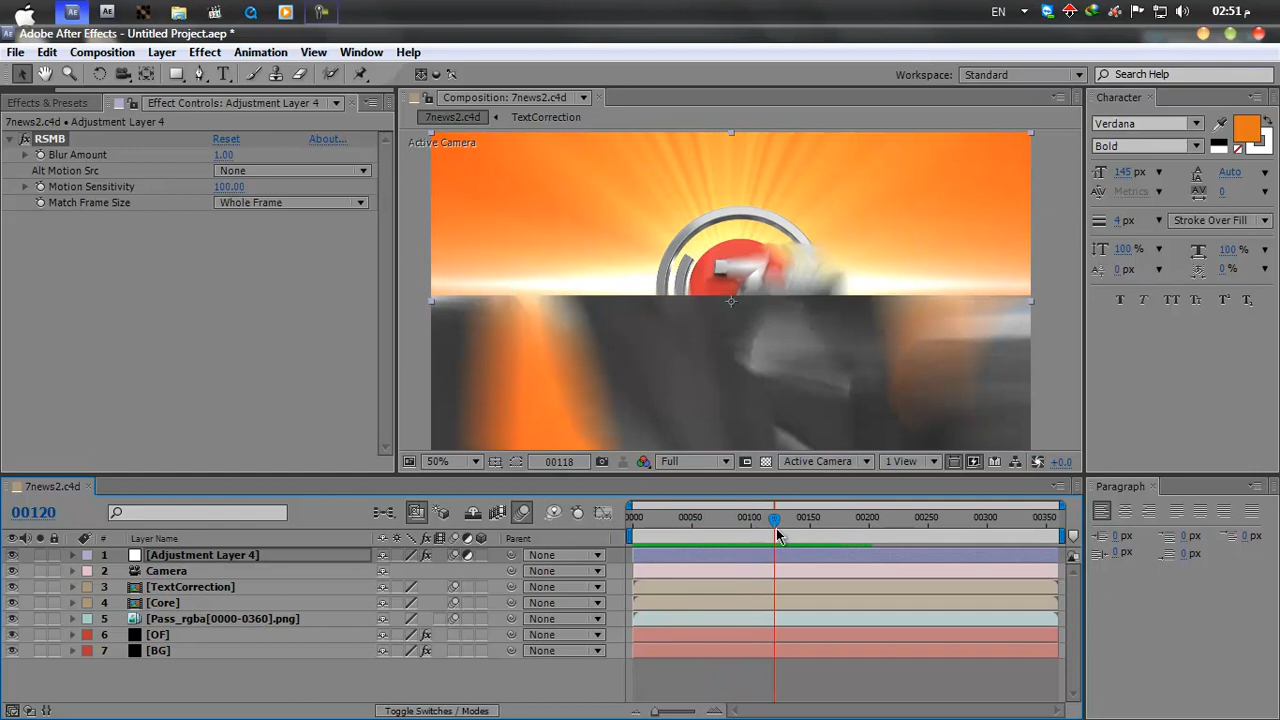 EN
02:51 م
Adobe After Effects - Untitled Project.aep *
File Edit Composition Layer Effect Animation View Window Help
Workspace: Standard
Search Help
Effects & Presets
Effect Controls: Adjustment Layer 4
Composition: 7news2.c4d
Character
7news2.c4d • Adjustment Layer 4
7news2.c4d
TextCorrection
Verdana
RSMB Reset About...
Active Camera
Bold
Blur Amount 1.00
Alt Motion Src None
145 px Auto
Motion Sensitivity 100.00
Metrics 0
Match Frame Size Whole Frame
4 px Stroke Over Fill
100 % 100 %
0 px 0 %
T T TT Tr T¹ T₁
50% 00118 Full Active Camera 1 View +0.0
7news2.c4d
Paragraph
00120
0000 00050 00100 00150 00200 00250 00300 00350
0 px 0 px 0 px
0 px 0 px
# Layer Name Parent
1 [Adjustment Layer 4] None
2 Camera None
3 [TextCorrection] None
4 [Core] None
5 [Pass_rgba[0000-0360].png] None
6 [OF] None
7 [BG] None
Toggle Switches / Modes